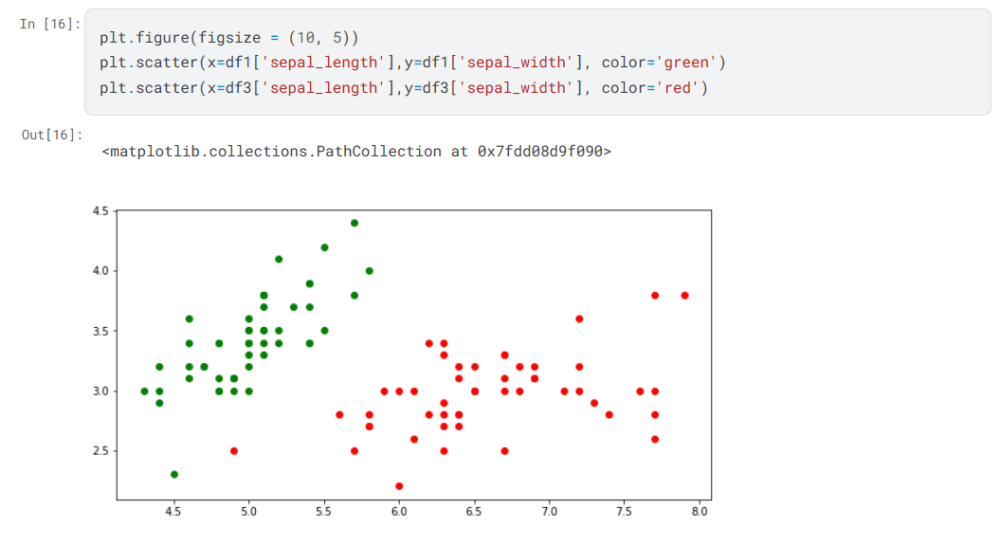 In [16]:
plt.figure(figsize = (10, 5))
plt.scatter(x=df1['sepal_length'],y=df1['sepal_width'], color='green')
plt.scatter(x=df3['sepal_length'],y=df3['sepal_width'], color='red')
Out[16]:
<matplotlib.collections.PathCollection at 0x7fdd08d9f090>
4.5
4.0
3.5
3.0
2.5
4.5 5.0 5.5 6.0 6.5 7.0 7.5 8.0